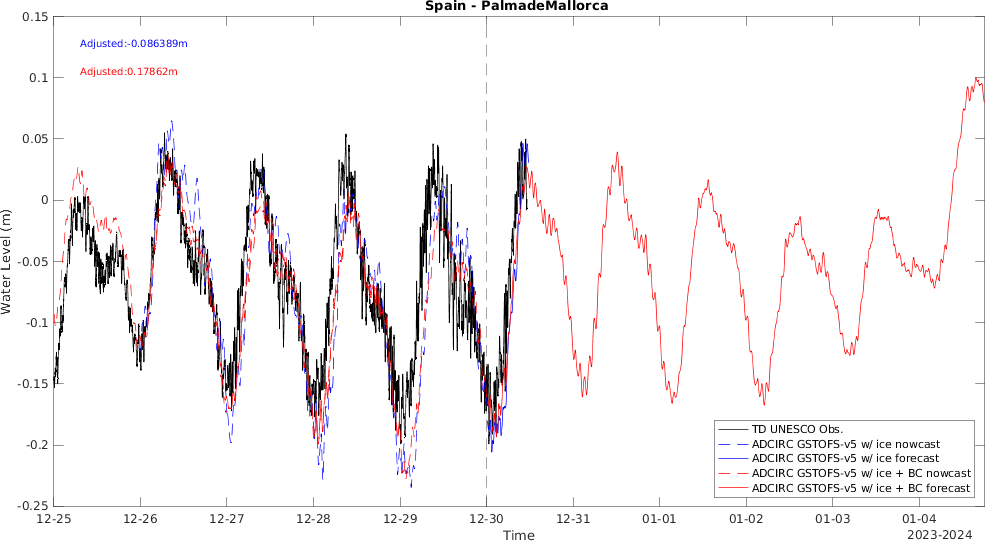 Spain - PalmadeMallorca
0.15
Adjusted:-0.086389m
Adjusted:0.17862m
0.1
0.05
0
-0.05
-0.1
-0.15
-0.2
-0.25
Water Level (m)
TD UNESCO Obs.
ADCIRC GSTOFS-v5 w/ ice nowcast
ADCIRC GSTOFS-v5 w/ ice forecast
ADCIRC GSTOFS-v5 w/ ice + BC nowcast
ADCIRC GSTOFS-v5 w/ ice + BC forecast
12-25 12-26 12-27 12-28 12-29 12-30 12-31 01-01 01-02 01-03 01-04
Time
2023-2024